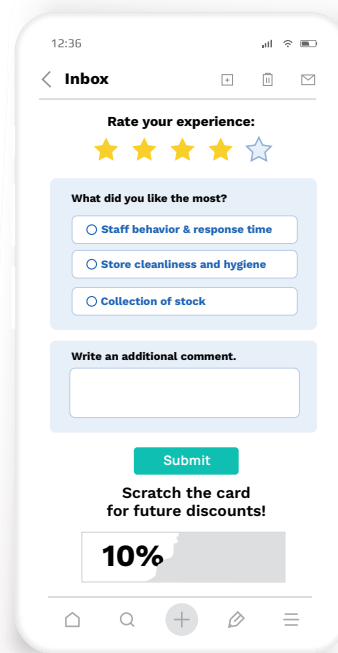 12:36
Inbox
Rate your experience:
What did you like the most?
Staff behavior & response time
Store cleanliness and hygiene
Collection of stock
Write an additional comment.
Submit
Scratch the card
for future discounts!
10%